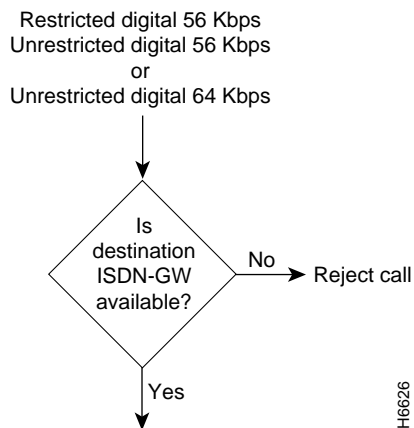 Restricted digital 56 Kbps
Unrestricted digital 56 Kbps
or
Unrestricted digital 64 Kbps
Is
destination
ISDN-GW
available?
No
Reject call
Yes
H6626